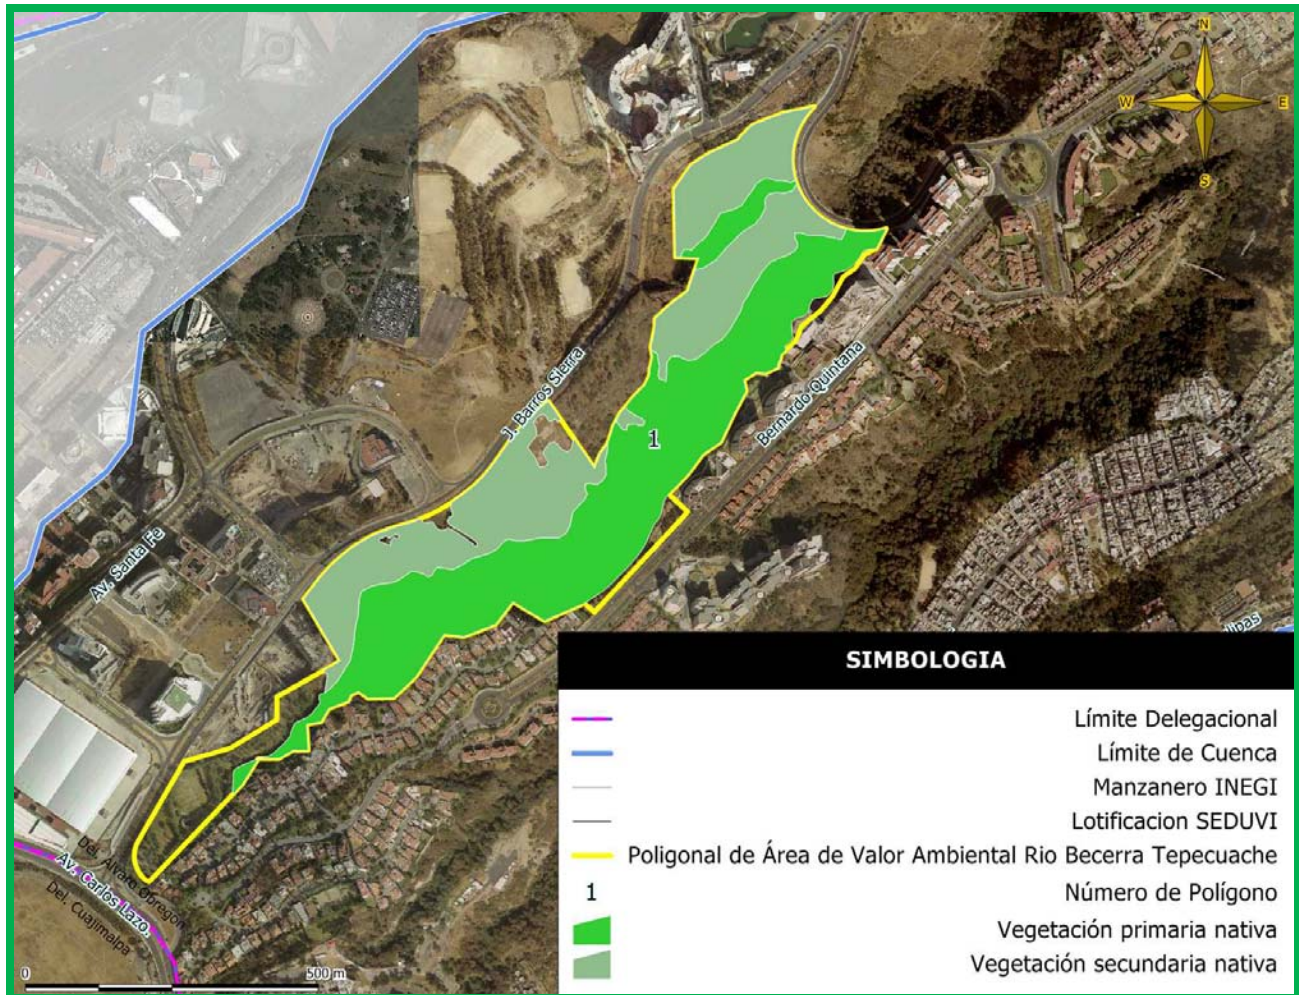 N
W
E
S
J. Barros Sierra
1
Bernardo Quintana
Av. Santa Fe
Del. Alvaro Obregón
Av. Carlos Lazo.
Del. Cuajimalpa
0
500 m
SIMBOLOGIA
Límite Delegacional
Límite de Cuenca
Manzanero INEGI
Lotificacion SEDUVI
Poligonal de Área de Valor Ambiental Rio Becerra Tepecuache
1 Número de Polígono
Vegetación primaria nativa
Vegetación secundaria nativa